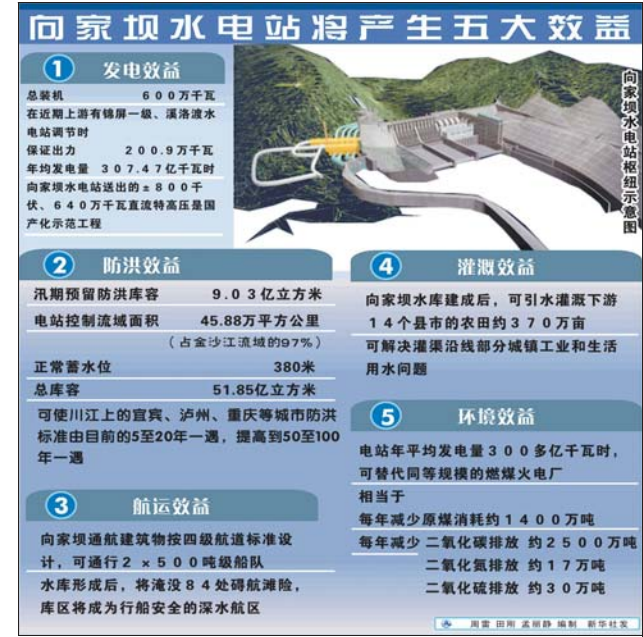 向家坝水电站将产生五大效益
1 发电效益
总装机 600万千瓦
在近期上游有锦屏一级、溪洛渡水
电站调节时
保证出力 200.9万千瓦
年均发电量 307.47亿千瓦时
向家坝水电站送出的±800千
伏、640万千瓦直流特高压是国
产化示范工程
向家坝水电站枢纽示意图
2 防洪效益
汛期预留防洪库容 9.03亿立方米
电站控制流域面积 45.88万平方公里
(占金沙江流域的97%)
正常蓄水位 380米
总库容 51.85亿立方米
可使川江上的宜宾、泸州、重庆等城市防洪
标准由目前的5至20年一遇，提高到50至100
年一遇
3 航运效益
向家坝通航建筑物按四级航道标准设
计，可通行2×500吨级船队
水库形成后，将淹没84处碍航滩险，
库区将成为行船安全的深水航区
4 灌溉效益
向家坝水库建成后，可引水灌溉下游
14个县市的农田约370万亩
可解决灌渠沿线部分城镇工业和生活
用水问题
5 环境效益
电站年平均发电量300多亿千瓦时，
可替代同等规模的燃煤火电厂
相当于
每年减少原煤消耗约1400万吨
每年减少 二氧化碳排放 约2500万吨
二氧化氮排放 约17万吨
二氧化硫排放 约30万吨
周雷 田刚 孟丽静 编制 新华社发